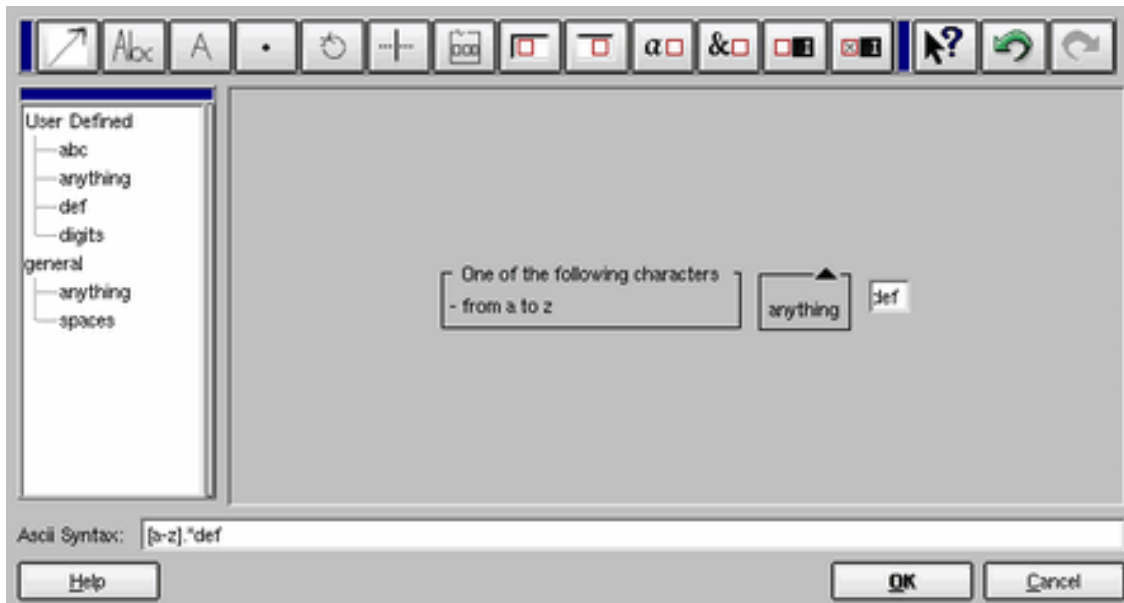 Abc A
a &
?
User Defined
abc
anything
def
digits
general
anything
spaces
One of the following characters
- from a to z
anything
def
Ascii Syntax: [a-z].*def
Help OK Cancel